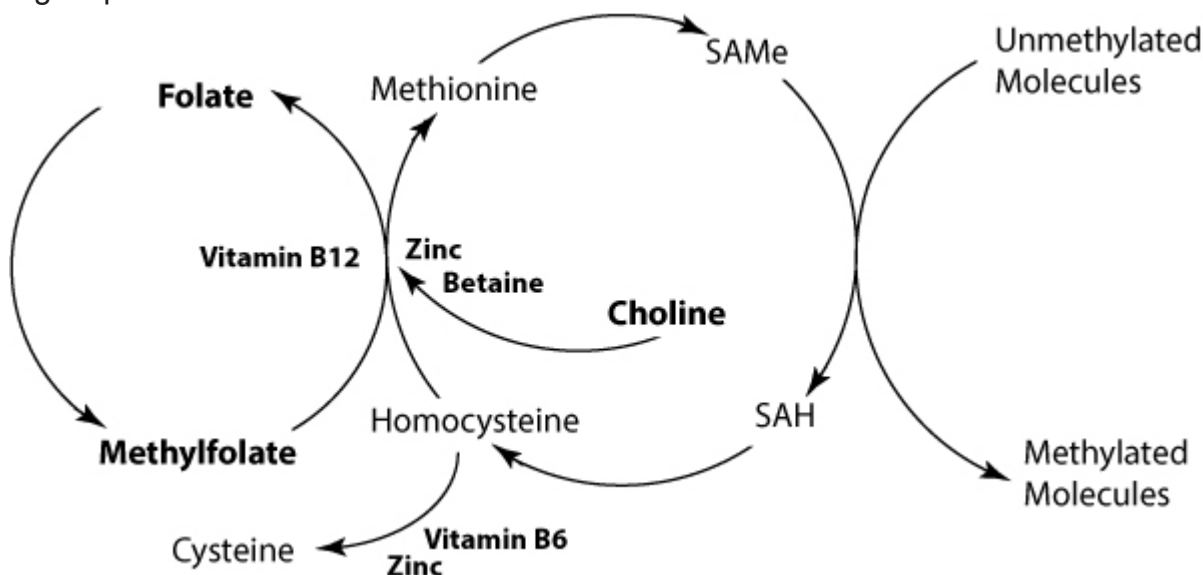 SAMe
Unmethylated
Molecules
Folate
Methionine
Vitamin B12
Zinc
Betaine
Choline
Homocysteine
SAH
Methylfolate
Methylated
Molecules
Cysteine
Vitamin B6
Zinc